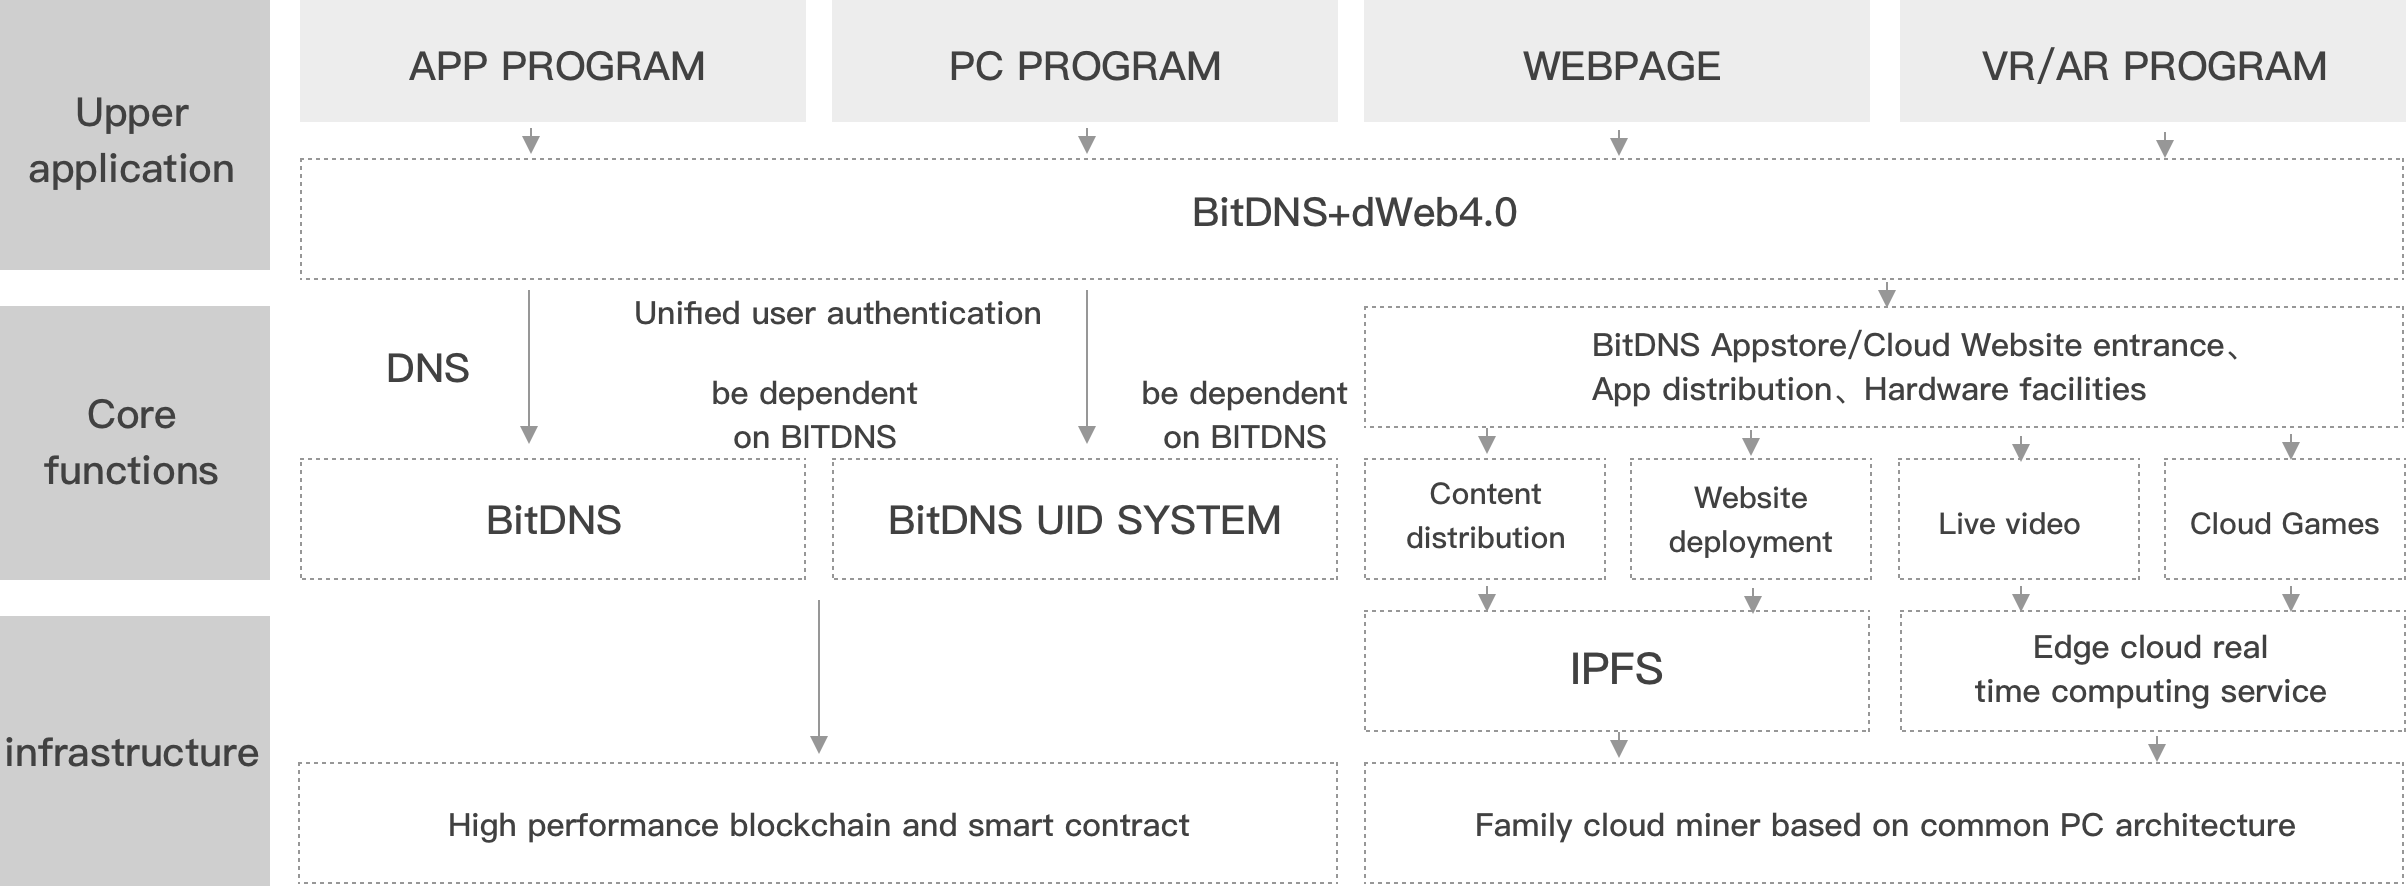 Upper
application
APP PROGRAM
PC PROGRAM
WEBPAGE
VR/AR PROGRAM
BitDNS+dWeb4.0
Core
functions
DNS
Unified user authentication
be dependent
on BITDNS
be dependent
on BITDNS
BitDNS Appstore/Cloud Website entrance、
App distribution、Hardware facilities
BitDNS
BitDNS UID SYSTEM
Content
distribution
Website
deployment
Live video
Cloud Games
infrastructure
IPFS
Edge cloud real
time computing service
High performance blockchain and smart contract
Family cloud miner based on common PC architecture